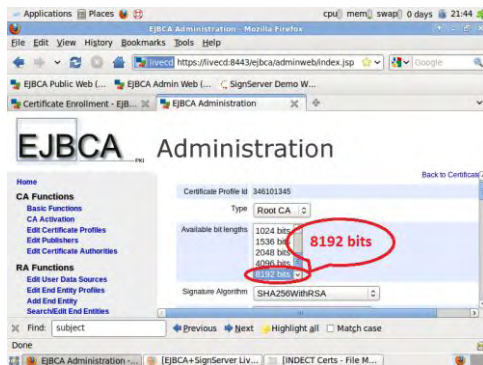 Applications Places cpu mem swap 0 days 21:44
EJBCA Administration - Mozilla Firefox
File Edit View History Bookmarks Tools Help
livecd https://livecd:8443/ejbca/adminweb/index.jsp Google
EJBCA Public Web (... EJBCA Admin Web (... SignServer Demo W...
Certificate Enrollment - EJB... EJBCA Administration
EJBCA PKI Administration
Back to Certificat
Home
Certificate Profile Id 346101345
CA Functions
Type Root CA
Basic Functions
CA Activation
Available bit lengths 1024 bits
Edit Certificate Profiles
1536 bits
Edit Publishers
2048 bits
8192 bits
Edit Certificate Authorities
4096 bits
RA Functions
8192 bits
Edit User Data Sources
Edit End Entity Profiles
Signature Algorithm SHA256WithRSA
Add End Entity
Search/Edit End Entities
Find: subject Previous Next Highlight all Match case
Done
EJBCA Administration -... [EJBCA+SignServer Liv... [INDECT Certs - File M...